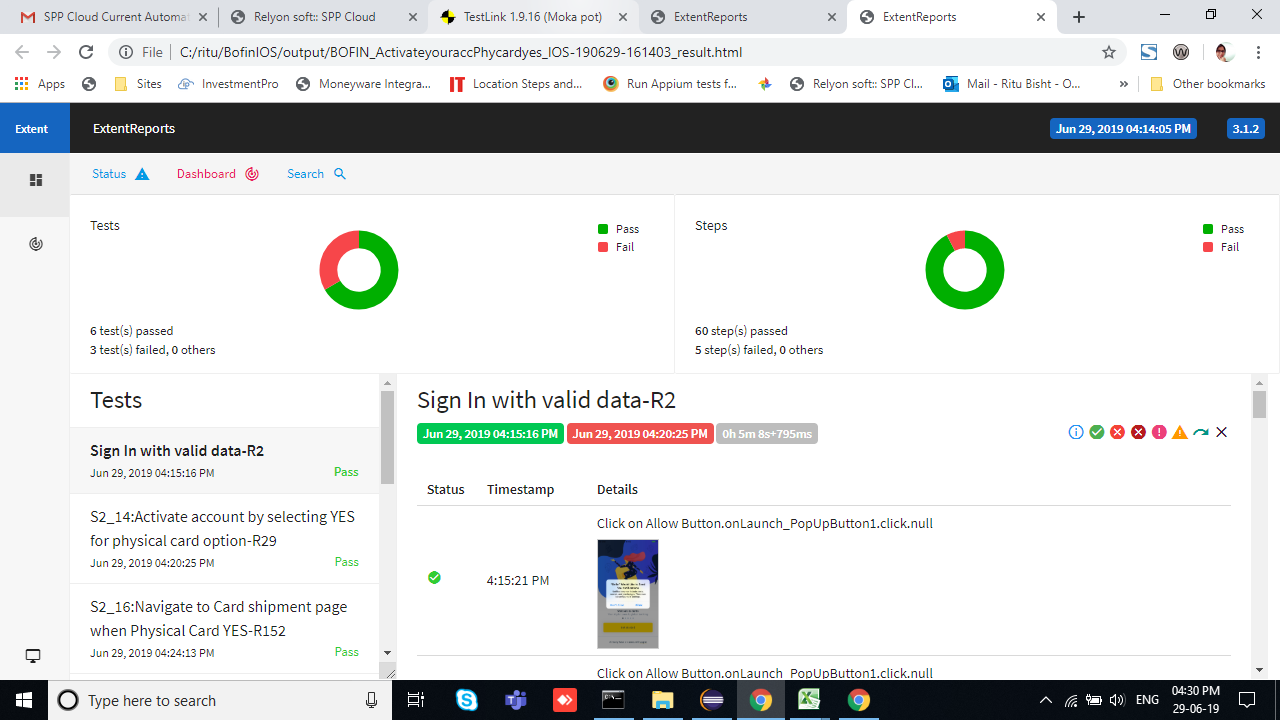 SPP Cloud Current Automat
Relyon soft:: SPP Cloud
TestLink 1.9.16 (Moka pot)
ExtentReports
ExtentReports
File
C:/ritu/BofinIOS/output/BOFIN_ActivateyouraccPhycardyes_IOS-190629-161403_result.html
Apps
Sites
InvestmentPro
Moneyware Integra...
Location Steps and...
Run Appium tests f...
Relyon soft:: SPP Cl...
Mail - Ritu Bisht - O...
»
Other bookmarks
Extent
ExtentReports
Jun 29, 2019 04:14:05 PM
3.1.2
Status
Dashboard
Search
Tests
Pass
Fail
6 test(s) passed
3 test(s) failed, 0 others
Steps
Pass
Fail
60 step(s) passed
5 step(s) failed, 0 others
Tests
Sign In with valid data-R2
Jun 29, 2019 04:15:16 PM
Pass
S2_14:Activate account by selecting YES
for physical card option-R29
Jun 29, 2019 04:20:25 PM
Pass
S2_16:Navigate to Card shipment page
when Physical Card YES-R152
Jun 29, 2019 04:24:13 PM
Pass
Sign In with valid data-R2
Jun 29, 2019 04:15:16 PM
Jun 29, 2019 04:20:25 PM
0h 5m 8s+795ms
Status
Timestamp
Details
Click on Allow Button.onLaunch_PopUpButton1.click.null
4:15:21 PM
Click on Allow Button.onLaunch_PopUpButton1.click.null
Type here to search
ENG
04:30 PM
29-06-19